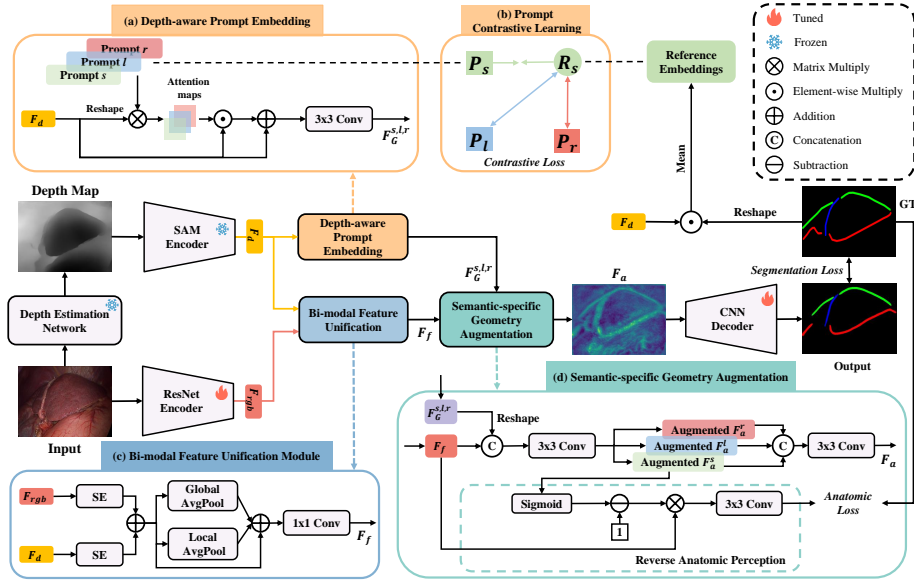 (a) Depth-aware Prompt Embedding
Prompt r
Prompt l
Prompt s
Attention
maps
F_d
Reshape
3x3 Conv
F_G^{s,l,r}
(b) Prompt
Contrastive Learning
P_s
R_s
P_l
P_r
Contrastive Loss
Reference
Embeddings
Mean
F_d
Reshape
Tuned
Frozen
Matrix Multiply
Element-wise Multiply
Addition
C
Concatenation
Subtraction
GT
Segmentation Loss
Output
Depth Map
SAM
Encoder
F_d
Depth-aware
Prompt
Embedding
F_G^{s,l,r}
Depth Estimation
Network
Bi-modal Feature
Unification
F_f
Semantic-specific
Geometry
Augmentation
F_a
CNN
Decoder
Input
ResNet
Encoder
F_rgb
(c) Bi-modal Feature Unification Module
F_rgb
SE
F_d
SE
Global
AvgPool
Local
AvgPool
1x1 Conv
F_f
(d) Semantic-specific Geometry Augmentation
F_G^{s,l,r}
Reshape
F_f
C
3x3 Conv
Augmented F_a^r
Augmented F_a^l
Augmented F_a^s
C
3x3 Conv
F_a
Sigmoid
1
3x3 Conv
Anatomic
Loss
Reverse Anatomic Perception